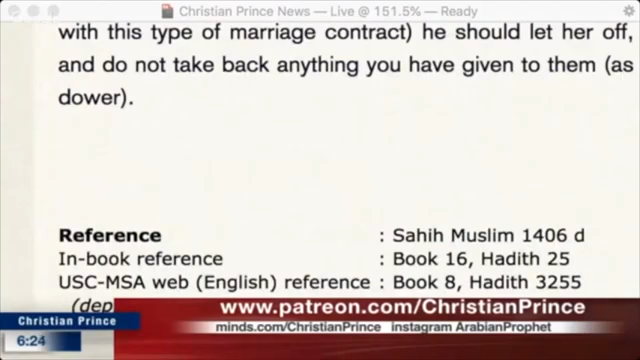 Christian Prince News — Live @ 151.5% — Ready
with this type of marriage contract) he should let her off,
and do not take back anything you have given to them (as
dower).
Reference : Sahih Muslim 1406 d
In-book reference : Book 16, Hadith 25
USC-MSA web (English) reference : Book 8, Hadith 3255
(dep
www.patreon.com/ChristianPrince
Christian Prince
minds.com/ChristianPrince instagram ArabianProphet
6:24